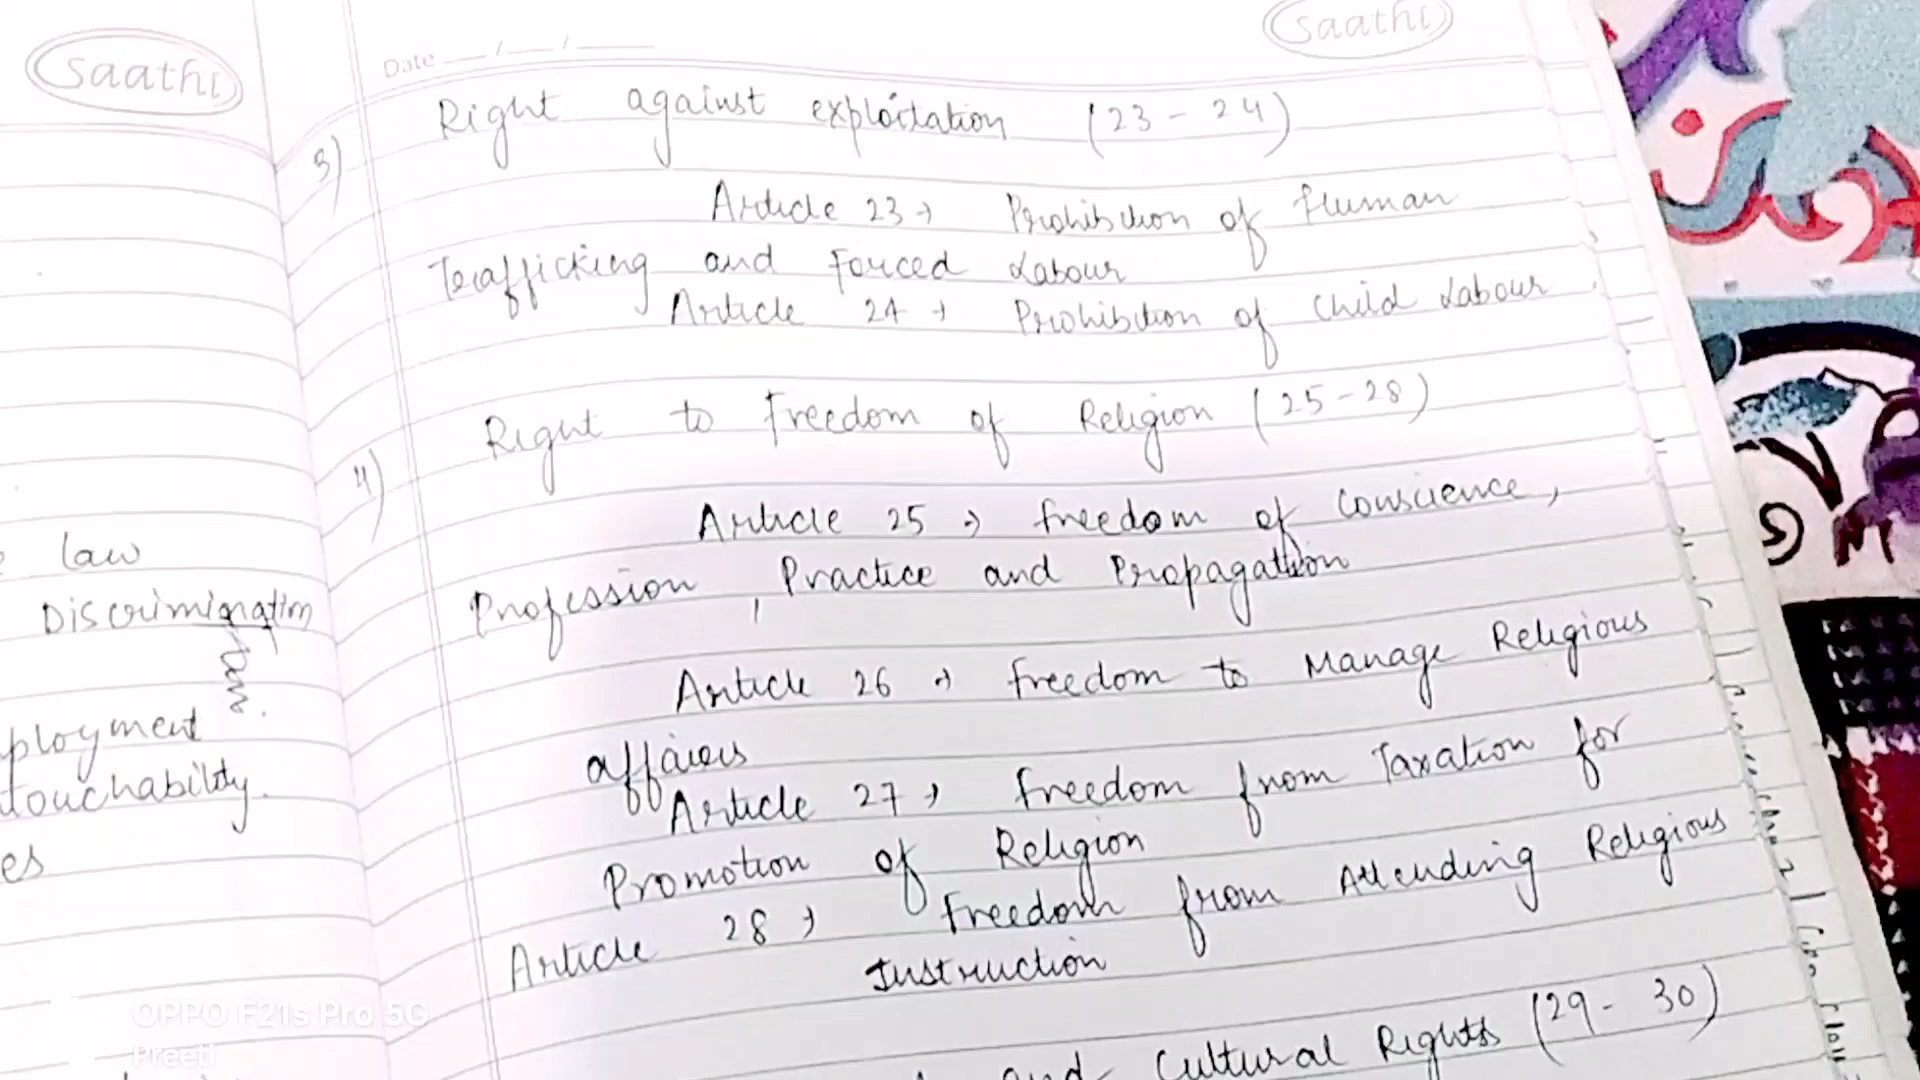 saathi
saathi
Date
3) Right against exploitation (23 - 24)
Article 23 → Prohibition of Human
Trafficking and Forced Labour
Article 24 → Prohibition of Child Labour
4) Right to Freedom of Religion (25-28)
Article 25 → freedom of Conscience,
Profession, Practice and Propagation
Article 26 → freedom to Manage Religious
affairs
Article 27 → freedom from Taxation for
Promotion of Religion
Article 28 → freedom from Attending Religious
Instruction
and Cultural Rights (29 - 30)
law
Discrimination
ployment
touchability.
es
OPPO F21s Pro 5G
Preeti